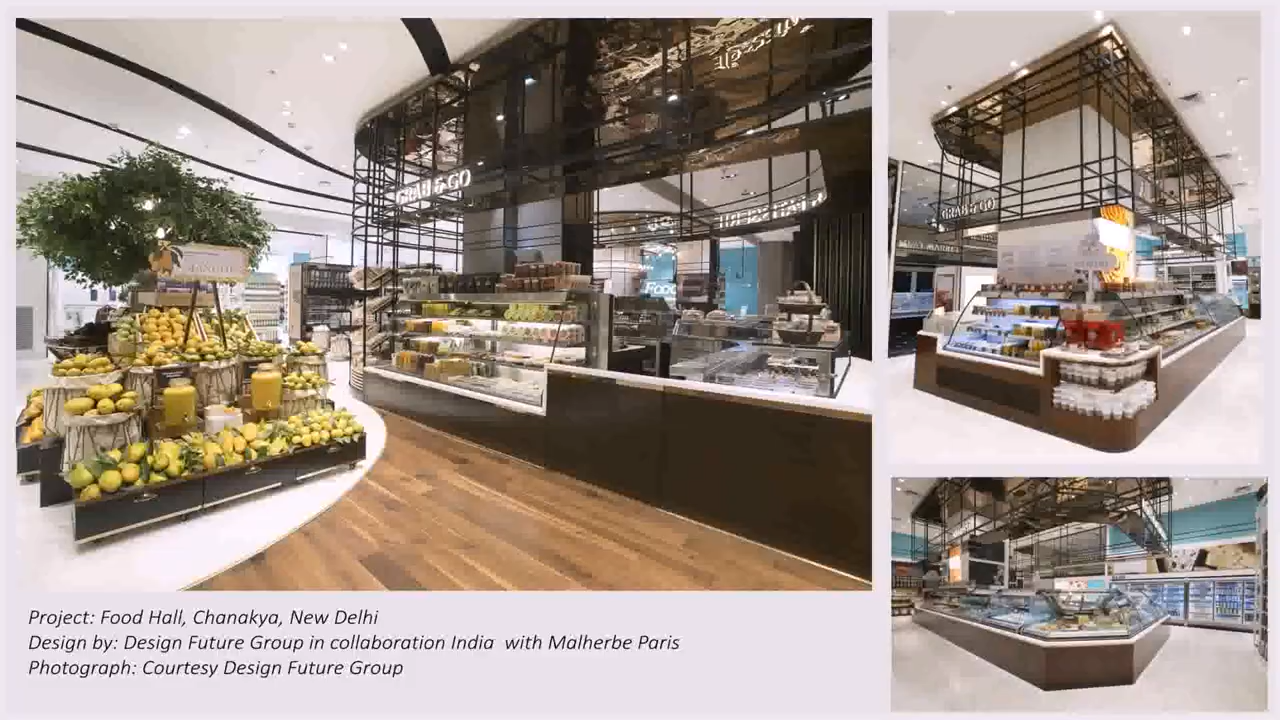 GRAB & GO
Food
GRAB & GO
Project: Food Hall, Chanakya, New Delhi
Design by: Design Future Group in collaboration India with Malherbe Paris
Photograph: Courtesy Design Future Group